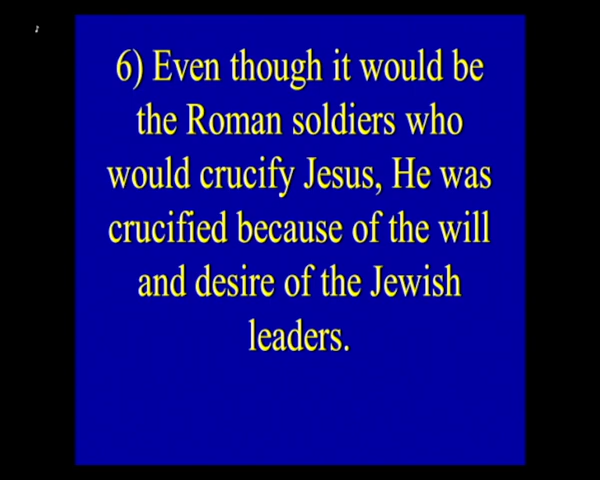 6) Even though it would be
the Roman soldiers who
would crucify Jesus, He was
crucified because of the will
and desire of the Jewish
leaders.